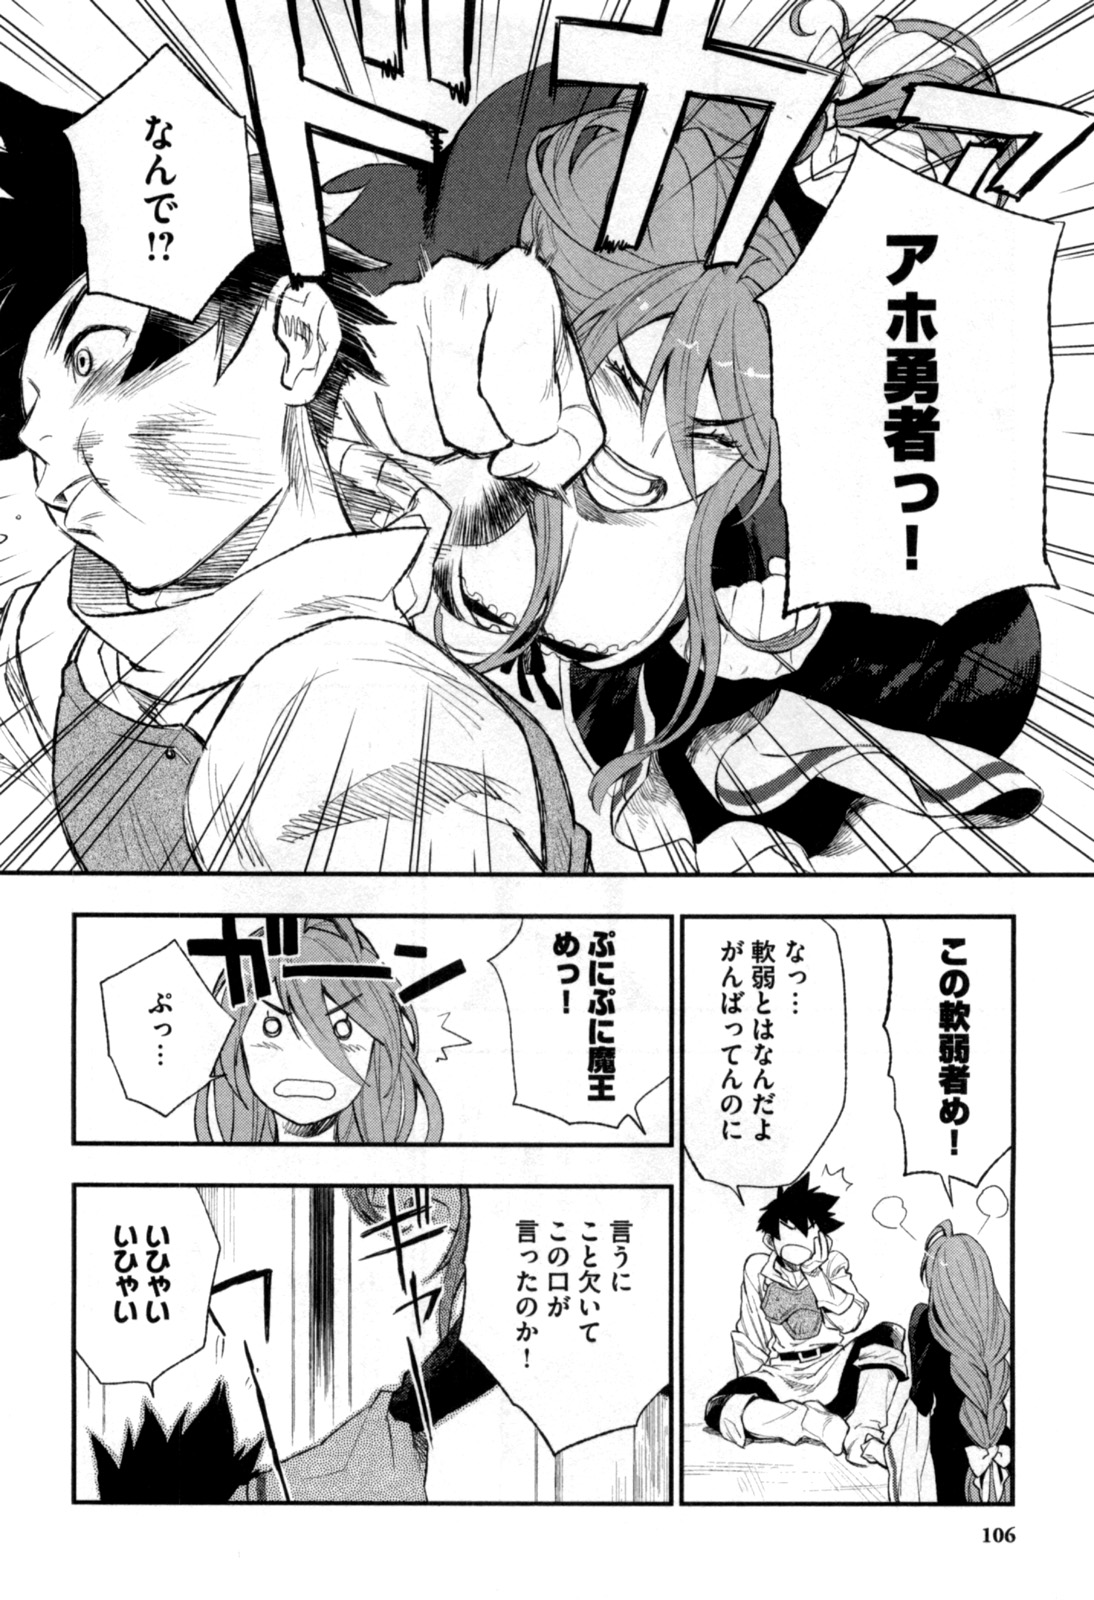 アホ勇者っ！
ドカァ
なんで!?
この軟弱者め！
なっ…
軟弱とはなんだよ
がんばってんのに
ぷにぷに魔王
めっ！
ガーン
ぷっ…
言うに
こと欠いて
この口が
言ったのか！
いひゃい
いひゃい
106